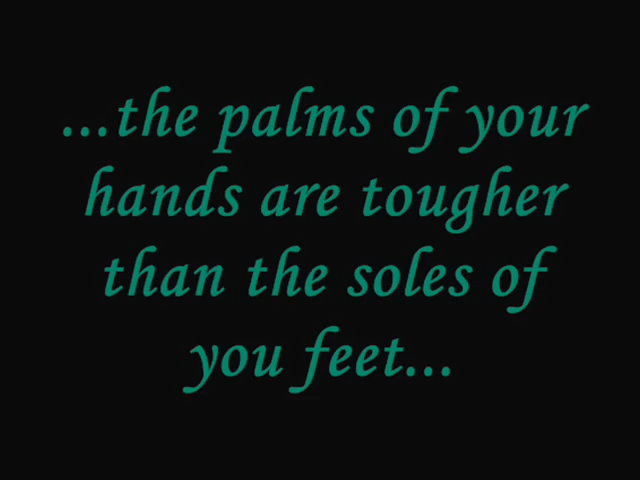 ...the palms of your
hands are tougher
than the soles of
you feet...